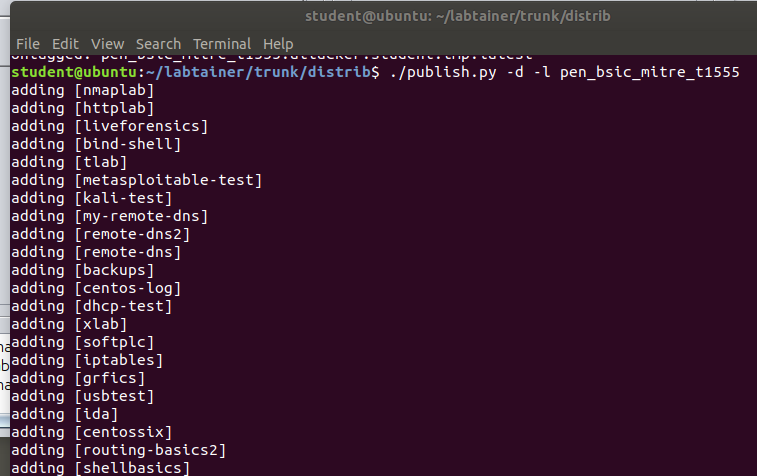 student@ubuntu: ~/labtainer/trunk/distrib
File Edit View Search Terminal Help
student@ubuntu:~/labtainer/trunk/distrib$ ./publish.py -d -l pen_bsic_mitre_t1555
adding [nmaplab]
adding [httplab]
adding [liveforensics]
adding [bind-shell]
adding [tlab]
adding [metasploitable-test]
adding [kali-test]
adding [my-remote-dns]
adding [remote-dns2]
adding [remote-dns]
adding [backups]
adding [centos-log]
adding [dhcp-test]
adding [xlab]
adding [softplc]
adding [iptables]
adding [grfics]
adding [usbtest]
adding [ida]
adding [centossix]
adding [routing-basics2]
adding [shellbasics]